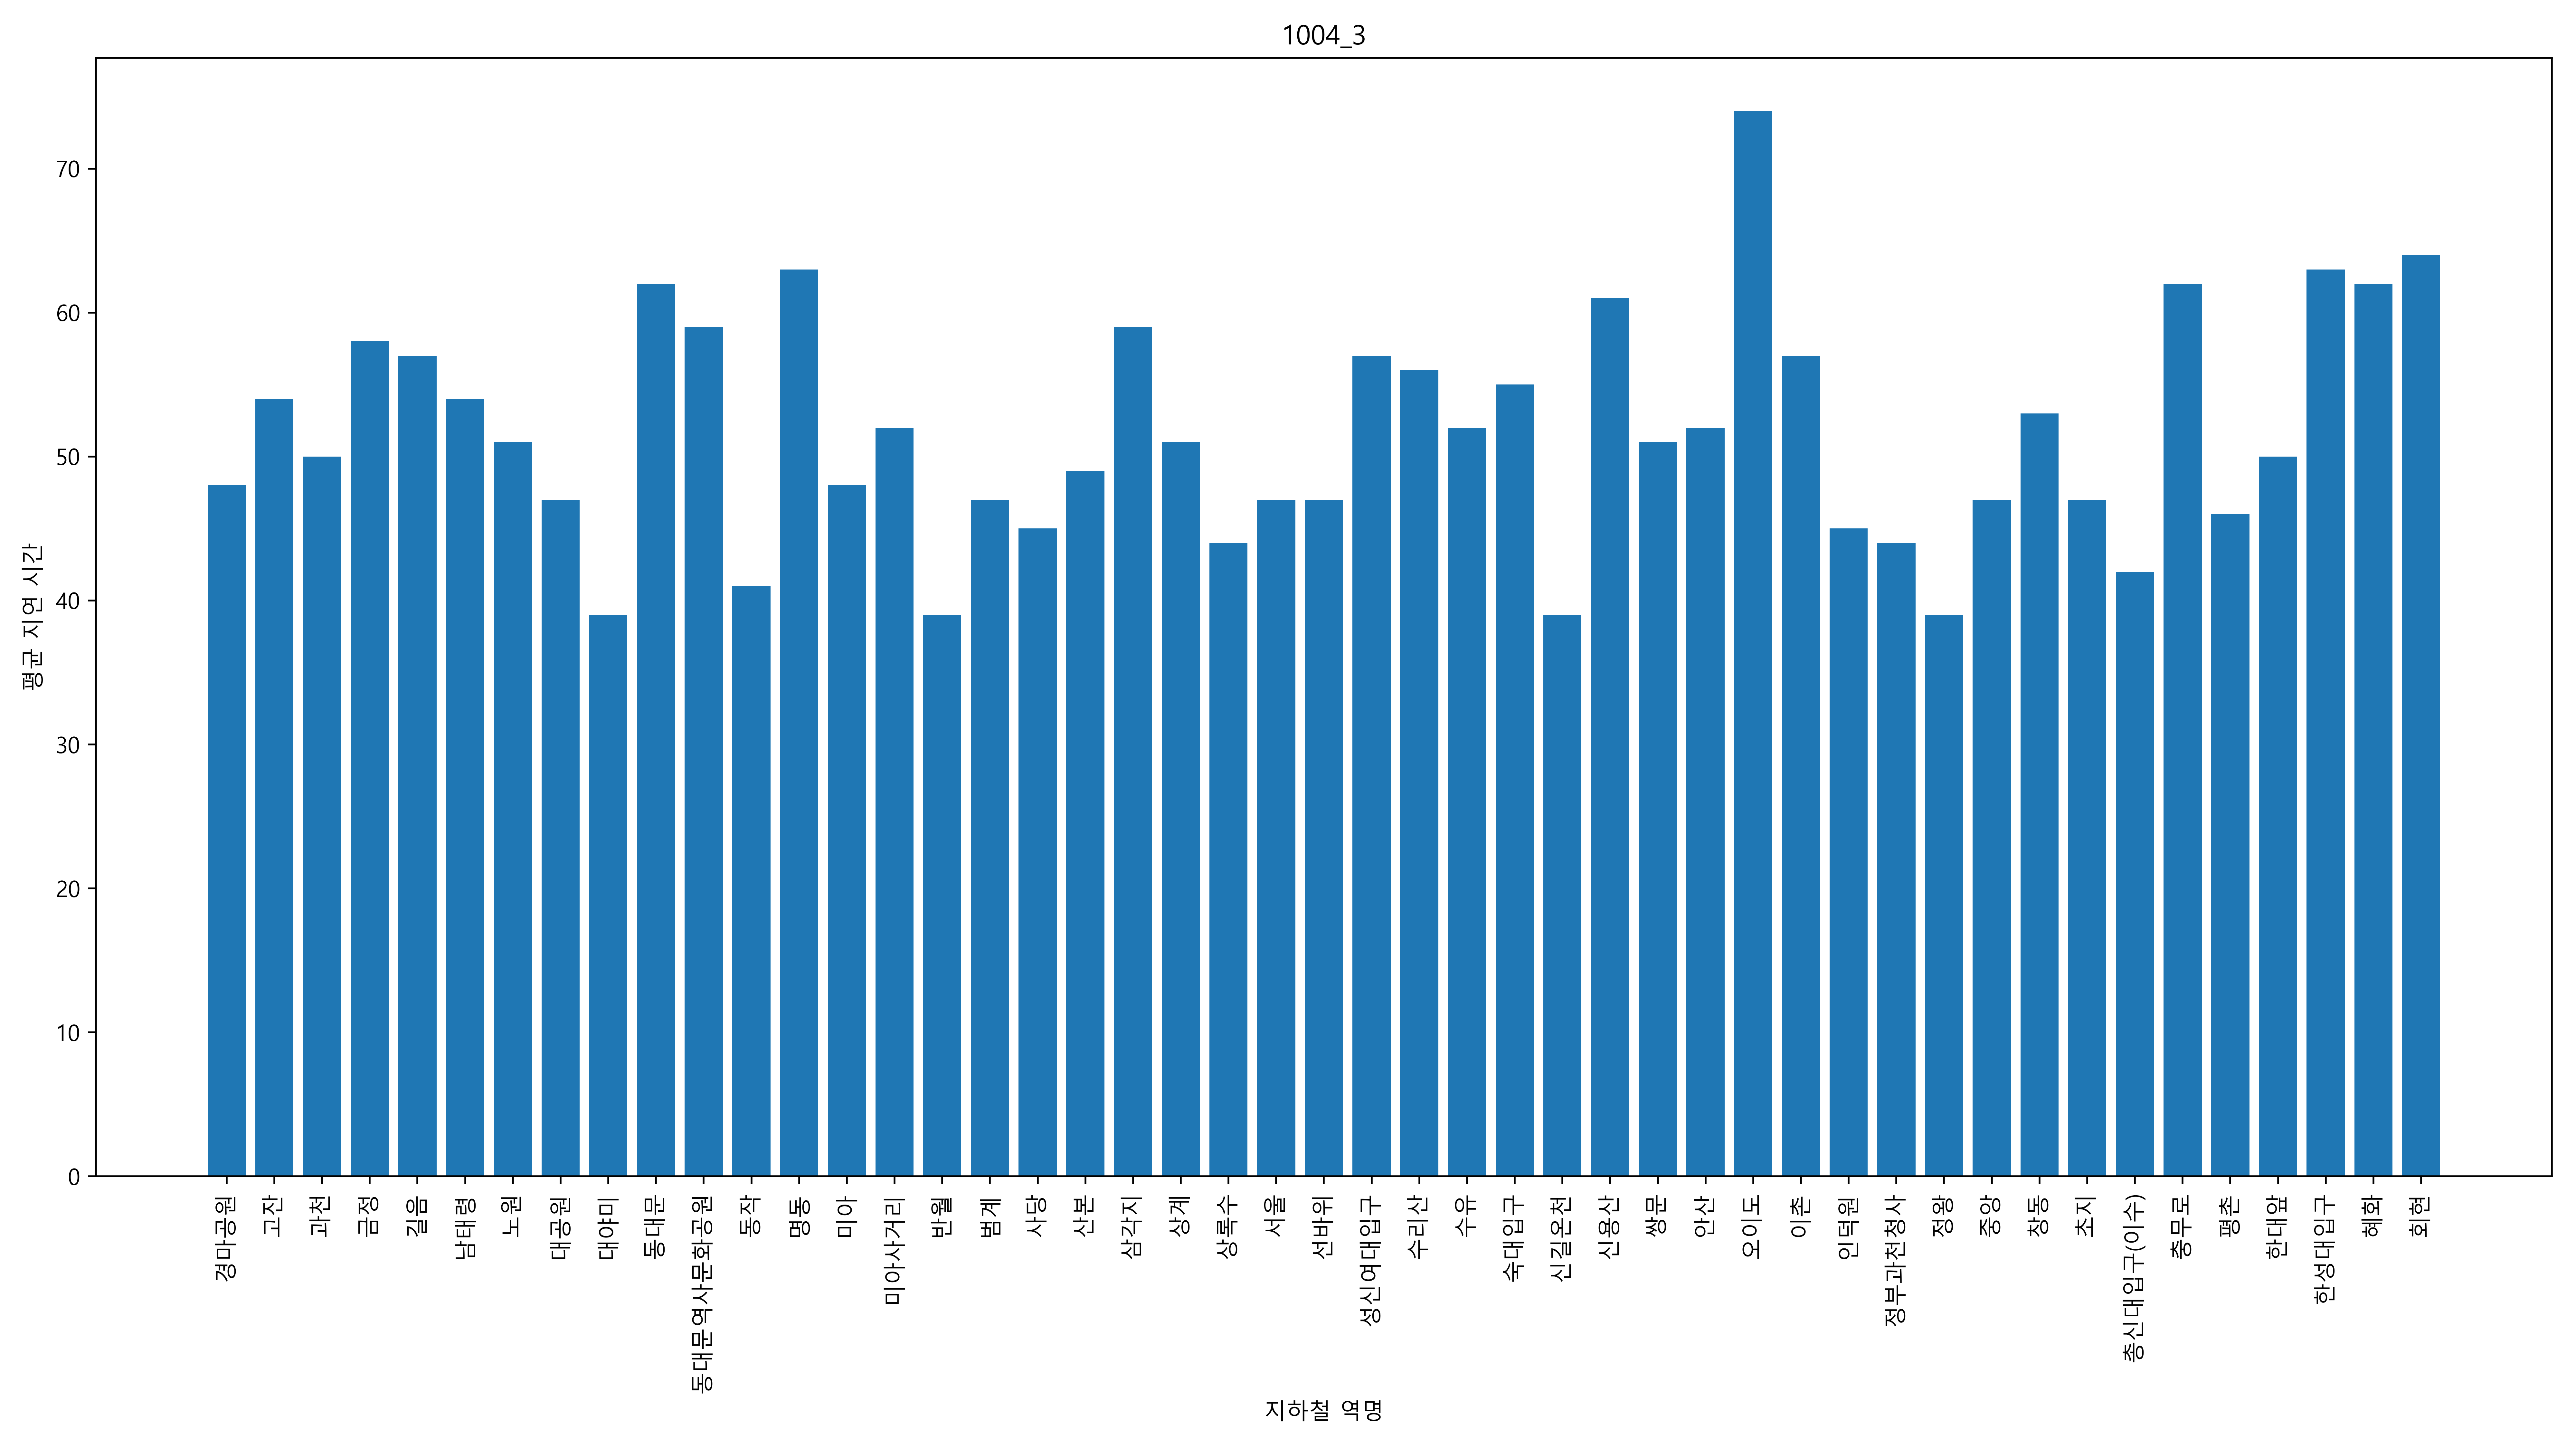 1004_3
평균 지연 시간
70
60
50
40
30
20
10
0
경마공원
고잔
과천
금정
길음
남태령
노원
대공원
대야미
동대문
동대문역사문화공원
동작
명동
미아
미아사거리
반월
범계
사당
산본
삼각지
상계
상록수
서울
선바위
성신여대입구
수리산
수유
숙대입구
신길온천
신용산
쌍문
안산
오이도
이촌
인덕원
정부과천청사
정왕
중앙
창동
초지
총신대입구(이수)
충무로
평촌
한대앞
한성대입구
혜화
회현
지하철 역명